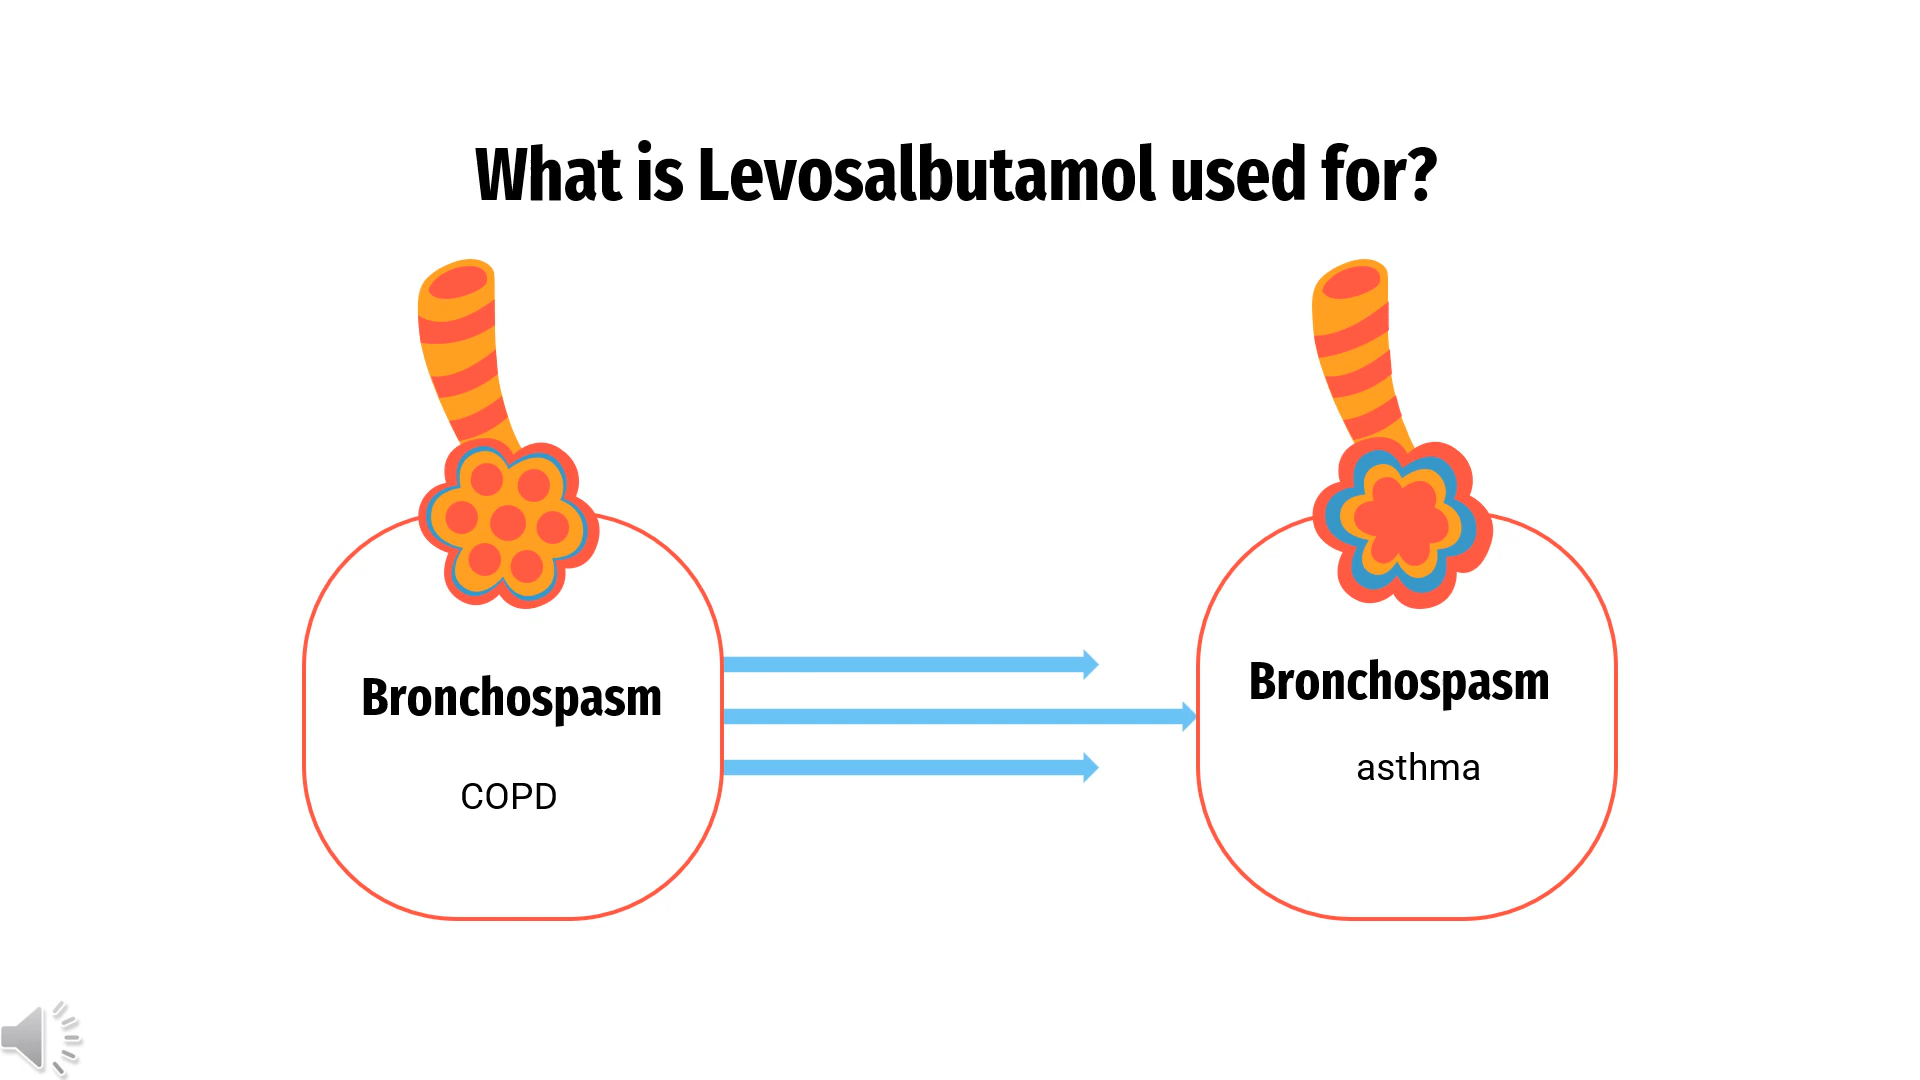 What is Levosalbutamol used for?
Bronchospasm
COPD
Bronchospasm
asthma